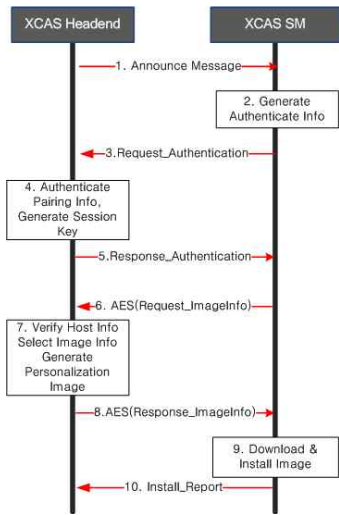 XCAS Headend
XCAS SM
1. Announce Message
2. Generate
Authenticate Info
3.Request_Authentication
4. Authenticate
Pairing Info,
Generate Session
Key
5.Response_Authentication
6. AES(Request_ImageInfo)
7. Verify Host Info
Select Image Info
Generate
Personalization
Image
8.AES(Response_ImageInfo)
9. Download &
Install Image
10. Install_Report